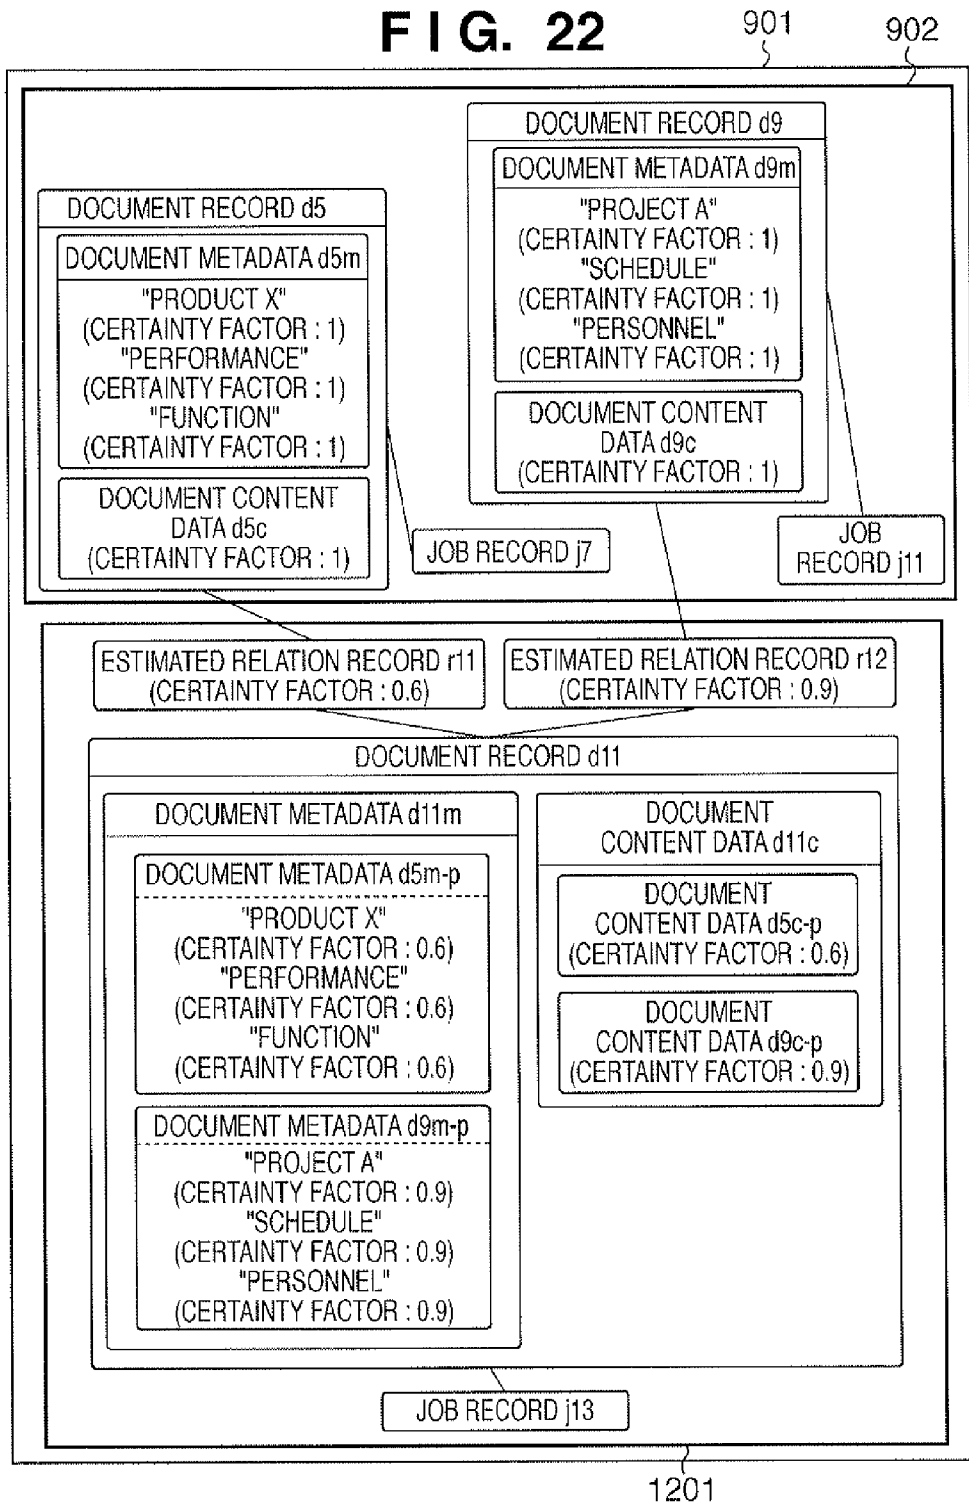 FIG. 22
901
902
DOCUMENT RECORD d9
DOCUMENT METADATA d9m
"PROJECT A"
(CERTAINTY FACTOR : 1)
"SCHEDULE"
(CERTAINTY FACTOR : 1)
"PERSONNEL"
(CERTAINTY FACTOR : 1)
DOCUMENT CONTENT
DATA d9c
(CERTAINTY FACTOR : 1)
DOCUMENT RECORD d5
DOCUMENT METADATA d5m
"PRODUCT X"
(CERTAINTY FACTOR : 1)
"PERFORMANCE"
(CERTAINTY FACTOR : 1)
"FUNCTION"
(CERTAINTY FACTOR : 1)
DOCUMENT CONTENT
DATA d5c
(CERTAINTY FACTOR : 1)
JOB RECORD j7
JOB
RECORD j11
ESTIMATED RELATION RECORD r11
(CERTAINTY FACTOR : 0.6)
ESTIMATED RELATION RECORD r12
(CERTAINTY FACTOR : 0.9)
DOCUMENT RECORD d11
DOCUMENT METADATA d11m
DOCUMENT METADATA d5m-p
"PRODUCT X"
(CERTAINTY FACTOR : 0.6)
"PERFORMANCE"
(CERTAINTY FACTOR : 0.6)
"FUNCTION"
(CERTAINTY FACTOR : 0.6)
DOCUMENT METADATA d9m-p
"PROJECT A"
(CERTAINTY FACTOR : 0.9)
"SCHEDULE"
(CERTAINTY FACTOR : 0.9)
"PERSONNEL"
(CERTAINTY FACTOR : 0.9)
DOCUMENT
CONTENT DATA d11c
DOCUMENT
CONTENT DATA d5c-p
(CERTAINTY FACTOR : 0.6)
DOCUMENT
CONTENT DATA d9c-p
(CERTAINTY FACTOR : 0.9)
JOB RECORD j13
1201